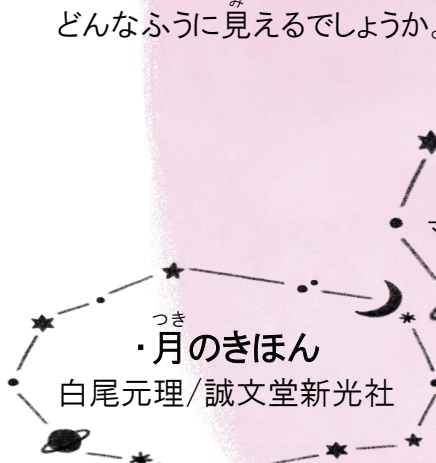 どんなふうに見えるでしょうか。
・月のきほん
白尾元理/誠文堂新光社